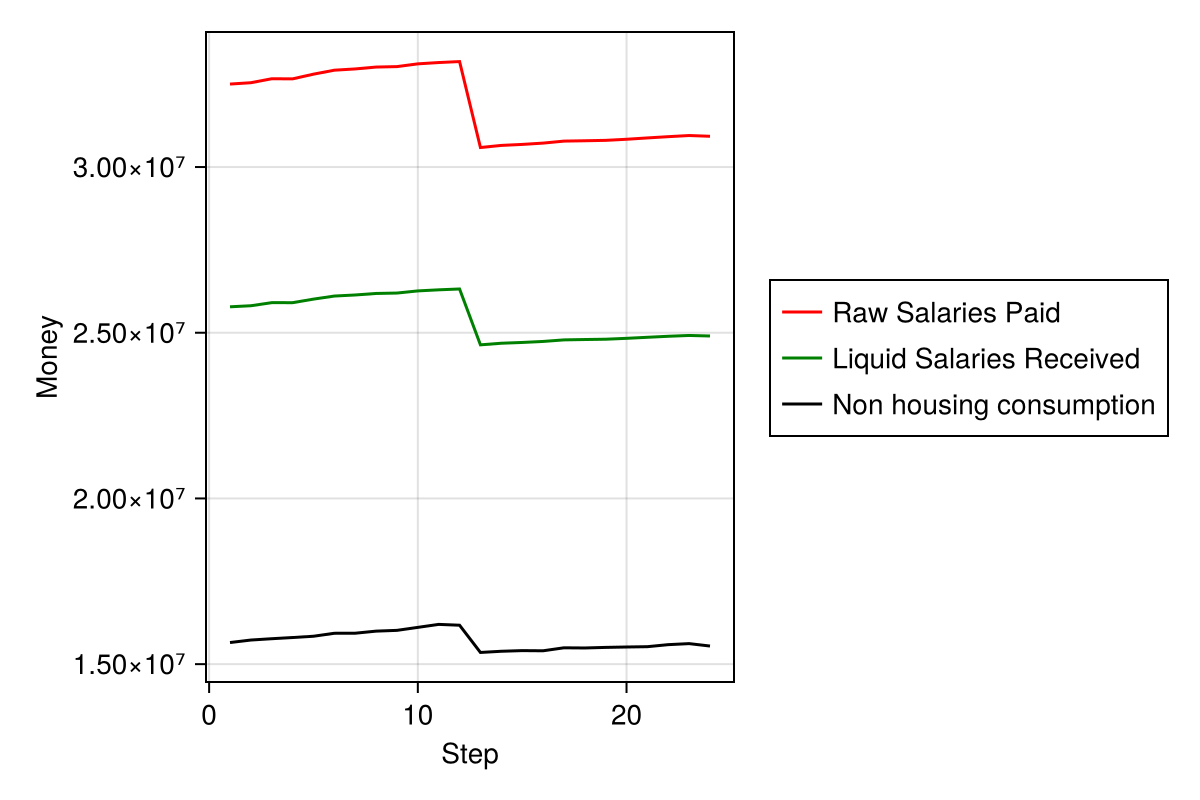 Money
3.00×10⁷
2.50×10⁷
2.00×10⁷
1.50×10⁷
0 10 20
Step
Raw Salaries Paid
Liquid Salaries Received
Non housing consumption